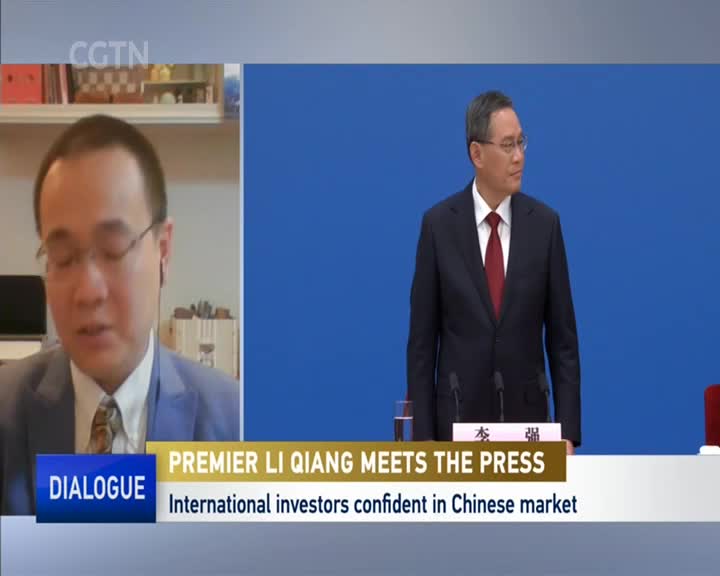 CGTN
李 强
PREMIER LI QIANG MEETS THE PRESS
DIALOGUE
International investors confident in Chinese market